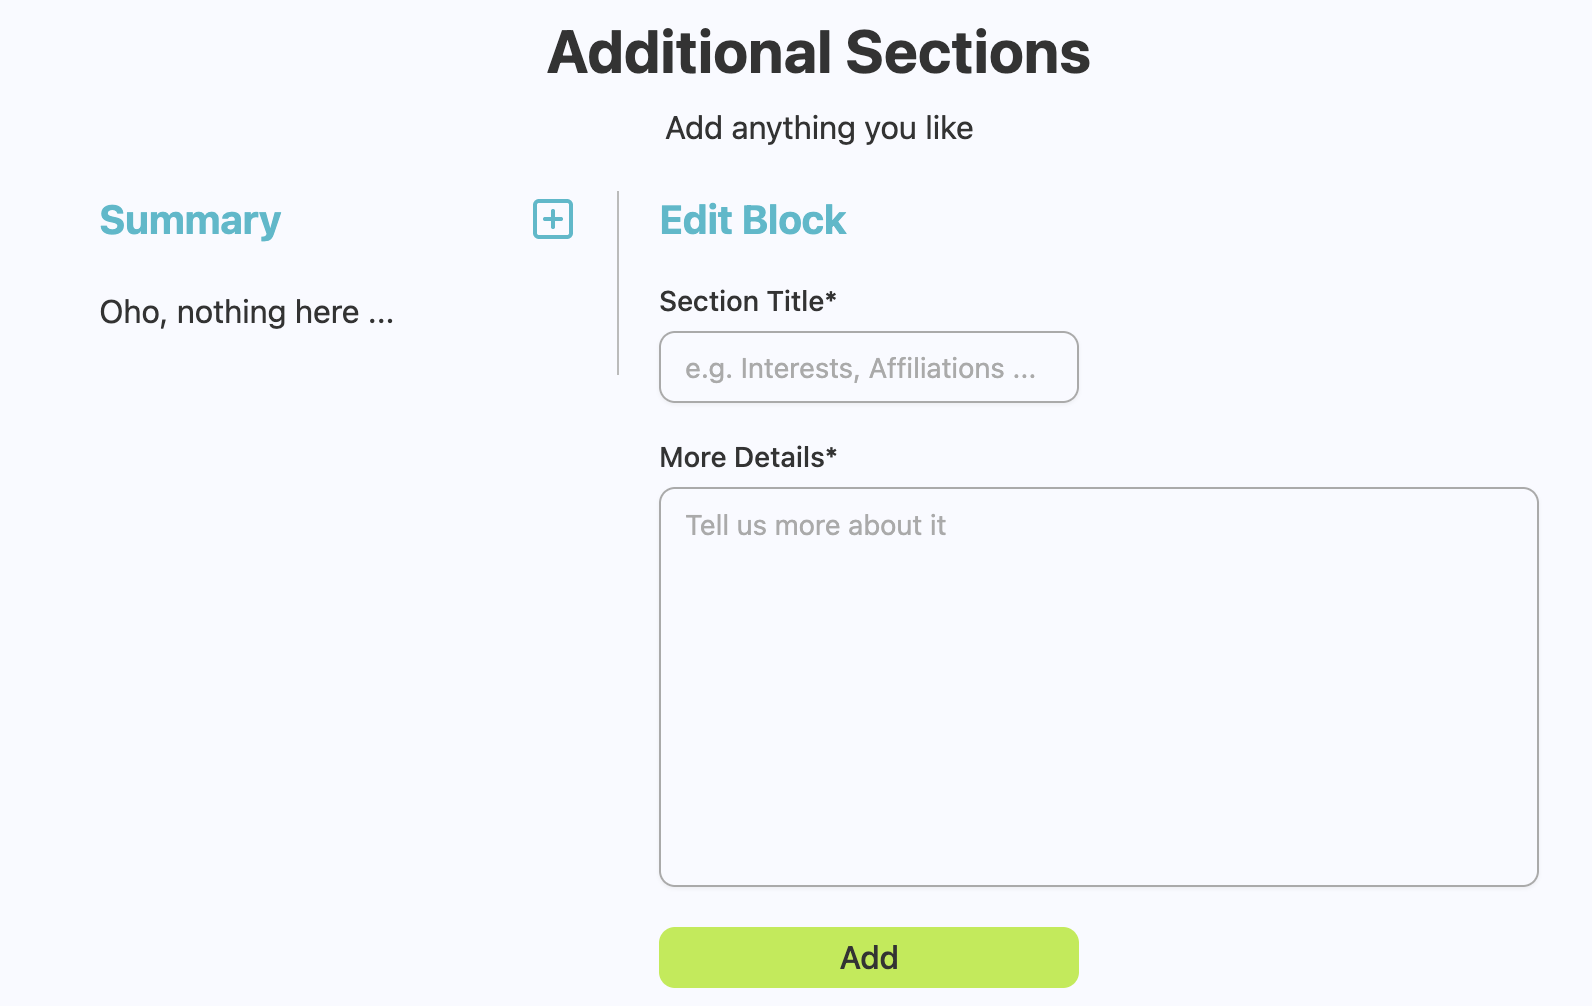 Additional Sections
Add anything you like
Summary
Oho, nothing here ...
Edit Block
Section Title*
e.g. Interests, Affiliations ...
More Details*
Tell us more about it
Add